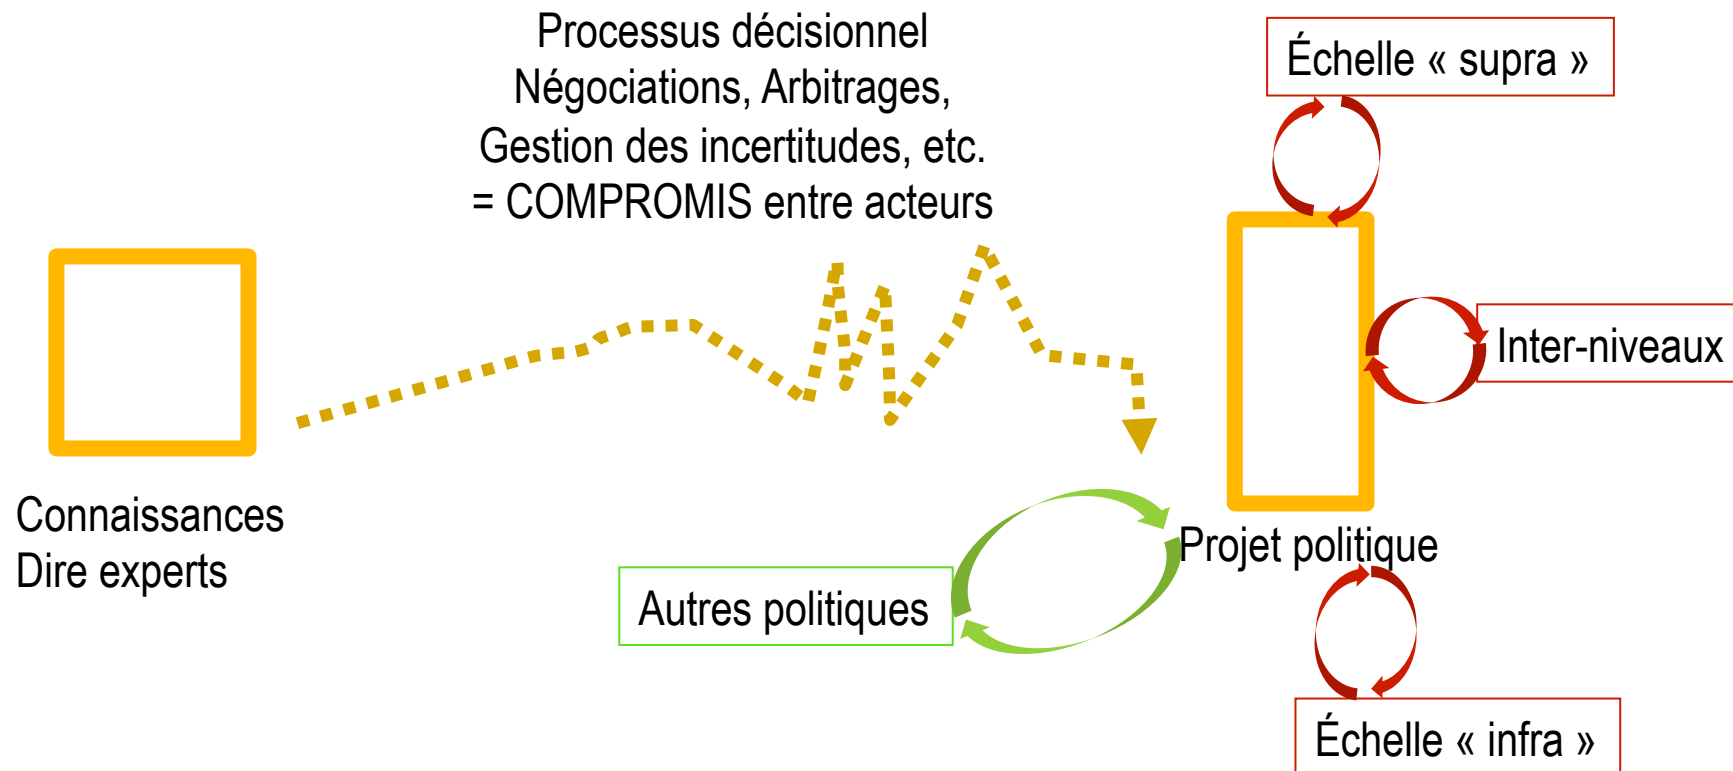 Processus décisionnel
Négociations, Arbitrages,
Gestion des incertitudes, etc.
= COMPROMIS entre acteurs
Échelle « supra »
Inter-niveaux
Connaissances
Dire experts
Projet politique
Autres politiques
Échelle « infra »